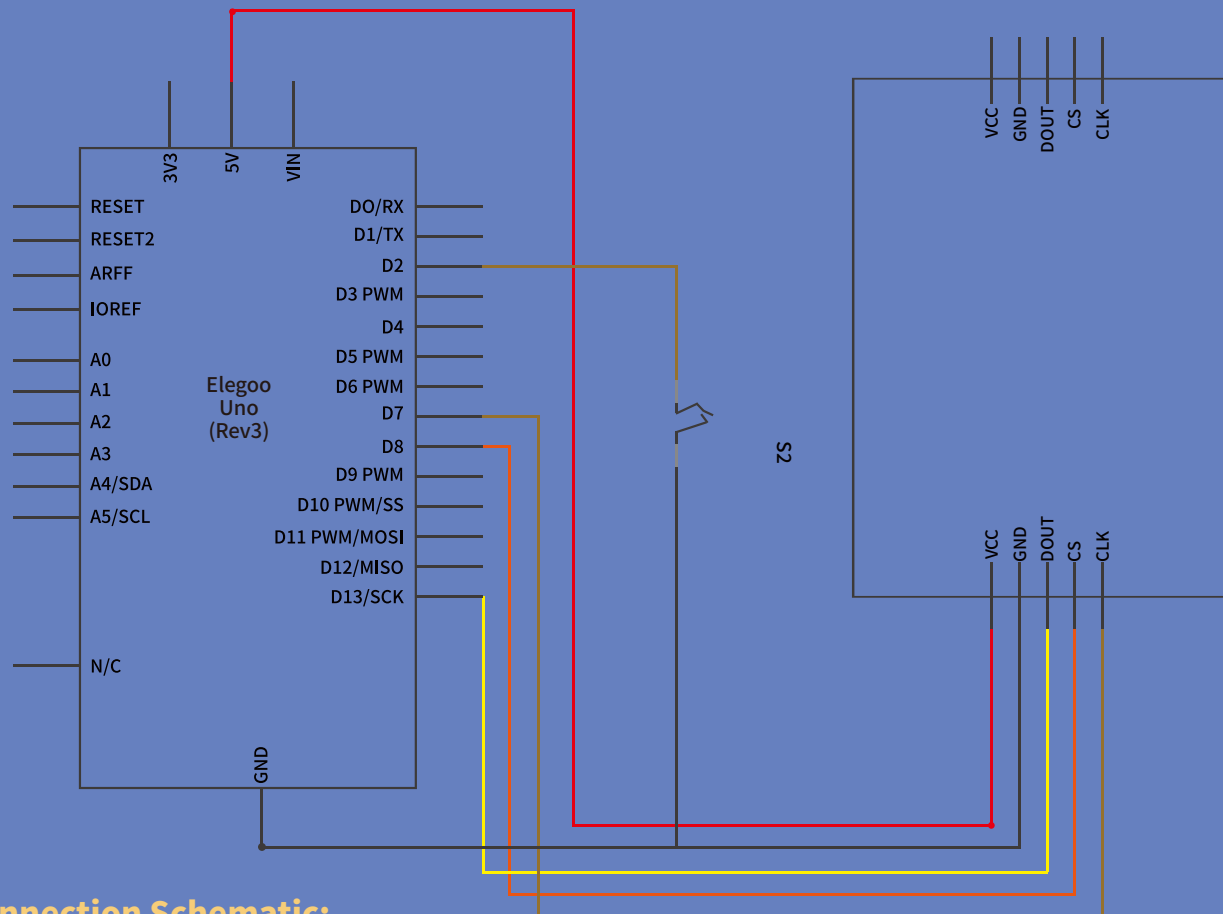 3V3
5V
VIN
RESET
RESET2
ARFF
IOREF
A0
A1
A2
A3
A4/SDA
A5/SCL
N/C
Elegoo
Uno
(Rev3)
DO/RX
D1/TX
D2
D3 PWM
D4
D5 PWM
D6 PWM
D7
D8
D9 PWM
D10 PWM/SS
D11 PWM/MOSI
D12/MISO
D13/SCK
GND
S2
VCC
GND
DOUT
CS
CLK
VCC
GND
DOUT
CS
CLK
nnection Schematic: